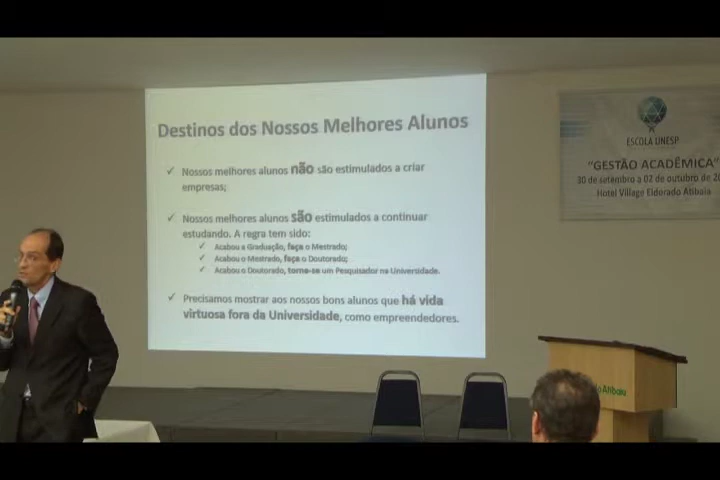 Destinos dos Nossos Melhores Alunos
✓ Nossos melhores alunos não são estimulados a criar
empresas;
✓ Nossos melhores alunos são estimulados a continuar
estudando. A regra tem sido:
✓ Acabou a Graduação, faça o Mestrado;
✓ Acabou o Mestrado, faça o Doutorado;
✓ Acabou o Doutorado, torne-se um Pesquisador na Universidade.
✓ Precisamos mostrar aos nossos bons alunos que há vida
virtuosa fora da Universidade, como empreendedores.
ESCOLA UNESP
"GESTÃO ACADÊMICA"
30 de setembro a 02 de outubro de
Hotel Village Eldorado Atibaia
Atibaia